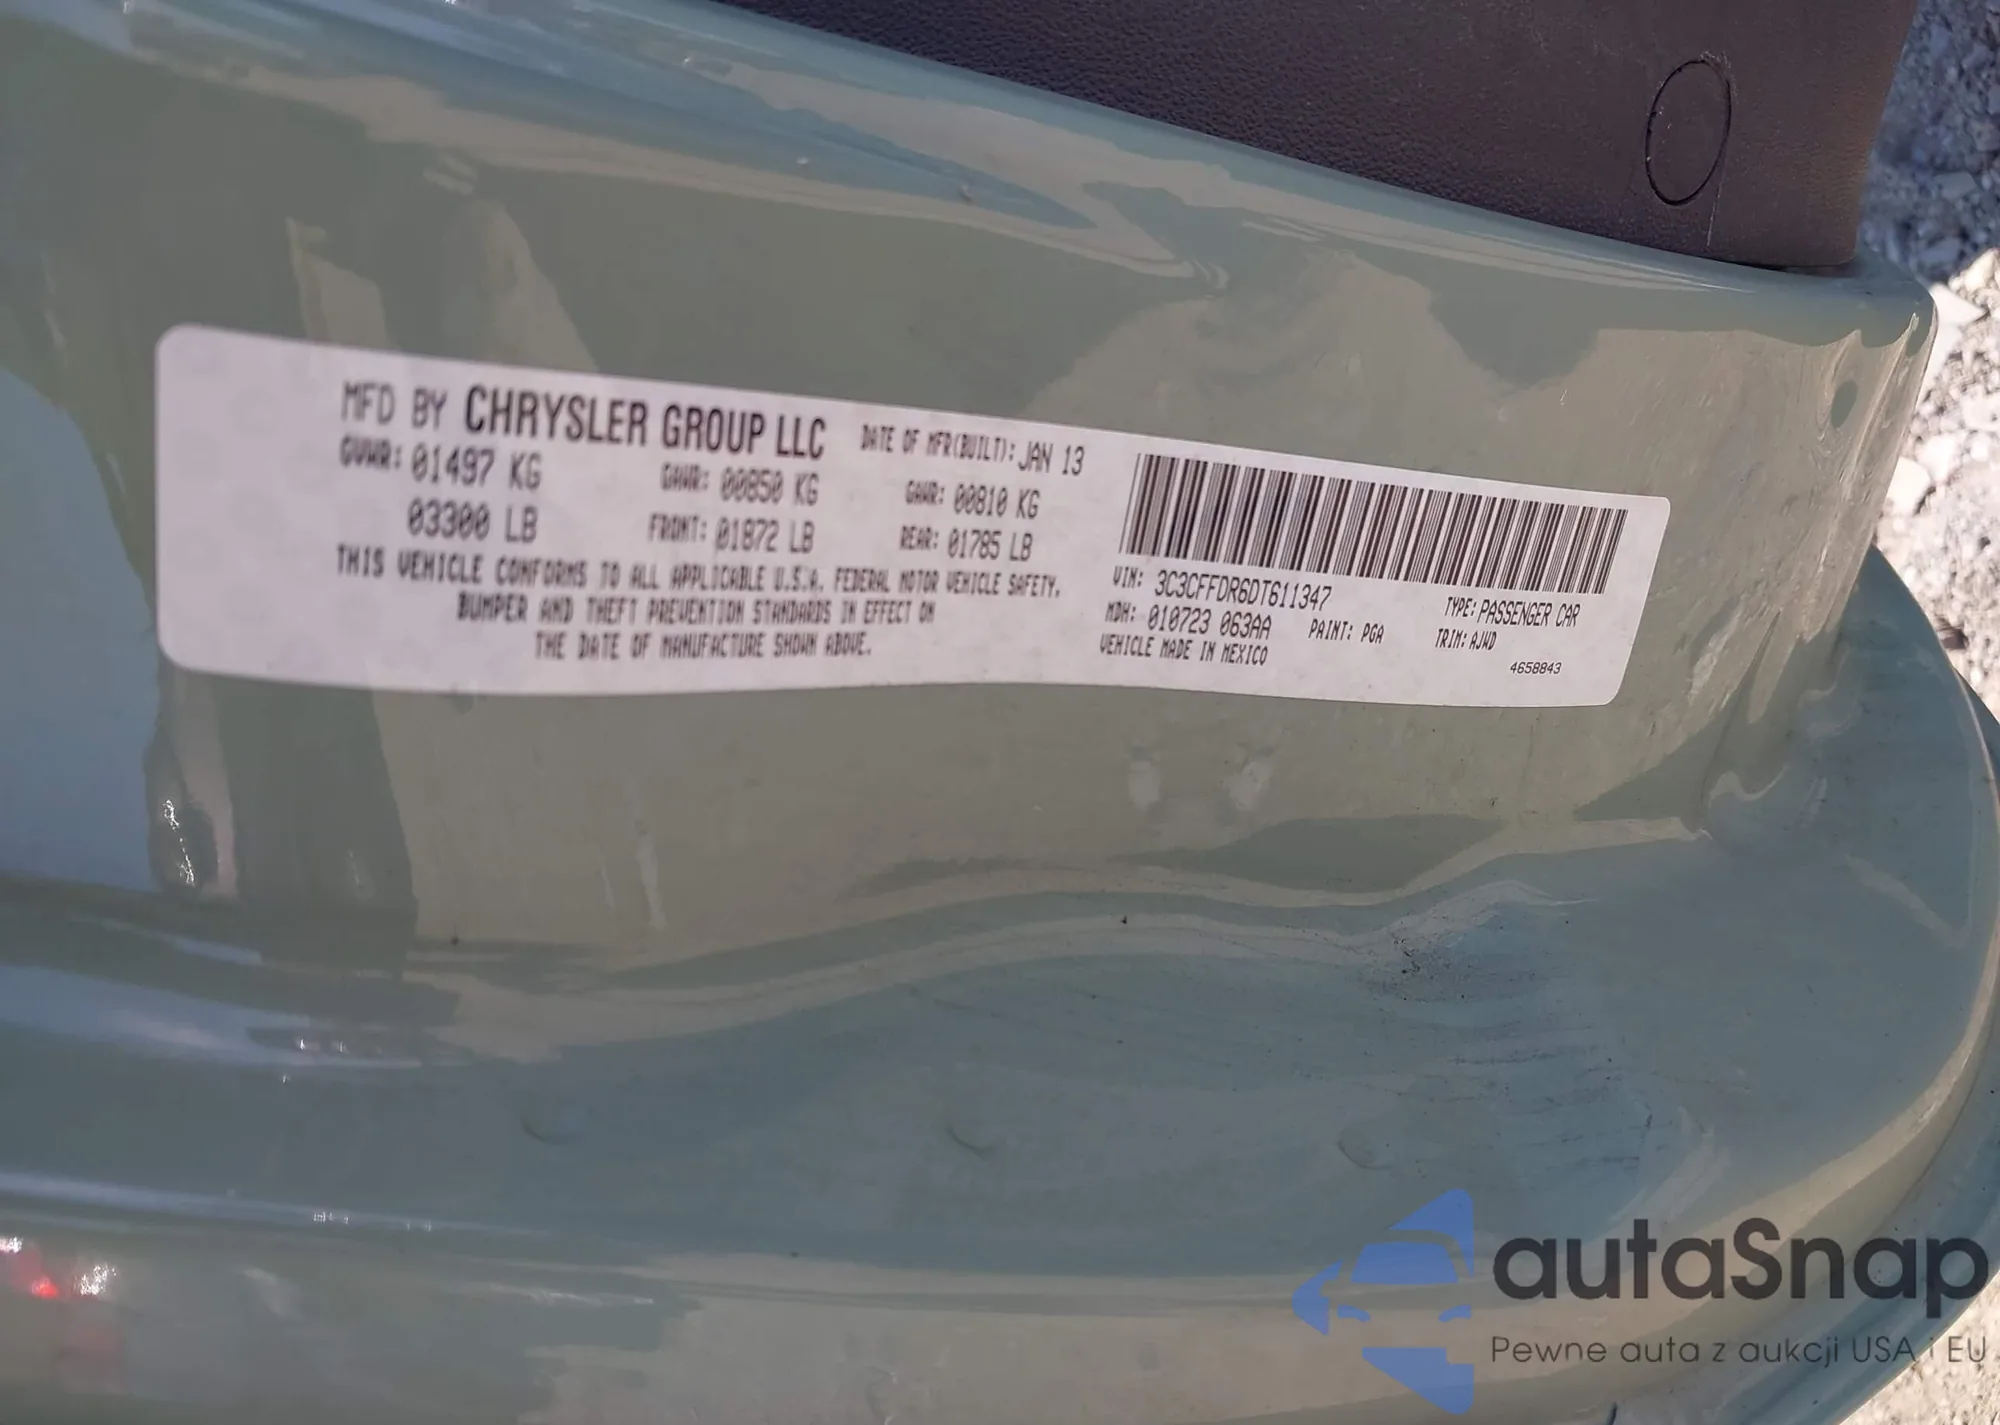 MFD BY CHRYSLER GROUP LLC DATE OF MFR(BUILT): JAN 13
GVWR: 01497 KG GAWR: 00850 KG GAWR: 00810 KG
03300 LB FRONT: 01872 LB REAR: 01785 LB
THIS VEHICLE CONFORMS TO ALL APPLICABLE U.S.A. FEDERAL MOTOR VEHICLE SAFETY,
BUMPER AND THEFT PREVENTION STANDARDS IN EFFECT ON
THE DATE OF MANUFACTURE SHOWN ABOVE.
VIN: 3C3CFFDR6DT611347 TYPE: PASSENGER CAR
MDH: 010723 063AA PAINT: PGA TRIM: AJWD
VEHICLE MADE IN MEXICO 4658843
autaSnap
Pewne auta z aukcji USA i EU